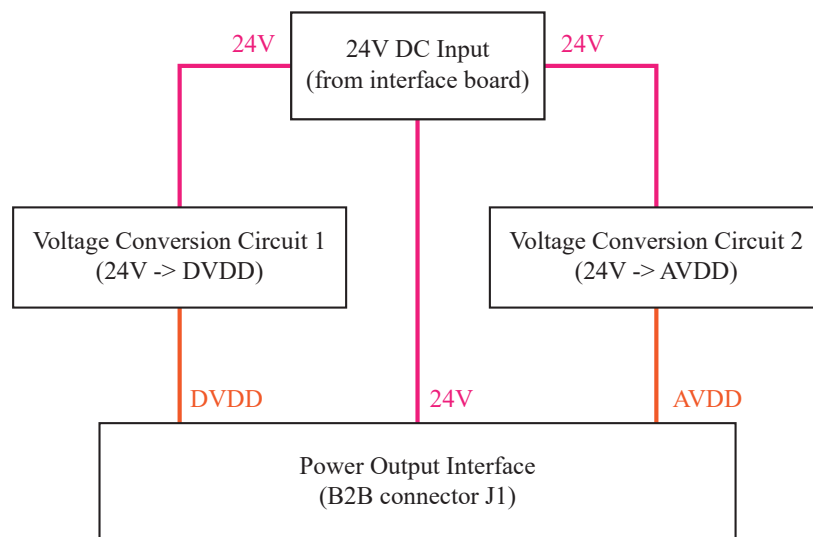 24V
24V DC Input
(from interface board)
24V
Voltage Conversion Circuit 1
(24V -> DVDD)
Voltage Conversion Circuit 2
(24V -> AVDD)
DVDD
24V
AVDD
Power Output Interface
(B2B connector J1)